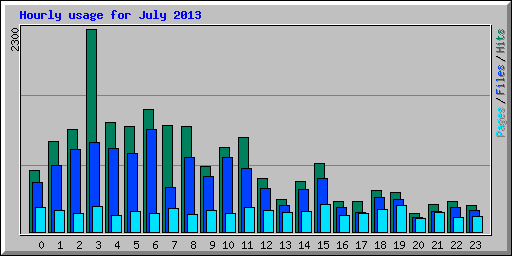 Hourly usage for July 2013
2300
Pages / Files / Hits
0 1 2 3 4 5 6 7 8 9 10 11 12 13 14 15 16 17 18 19 20 21 22 23